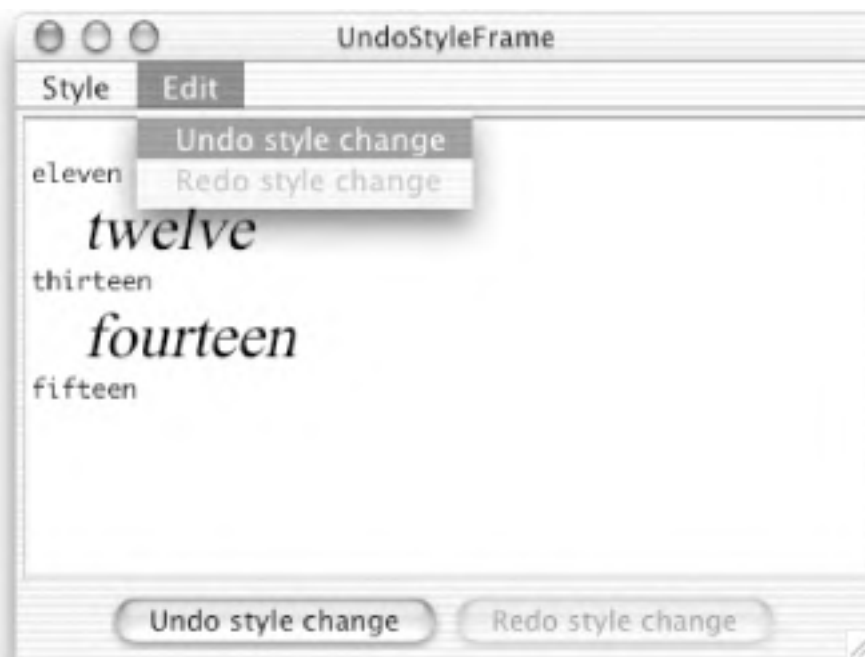 UndoStyleFrame
Style Edit
Undo style change
Redo style change
eleven
twelve
thirteen
fourteen
fifteen
Undo style change Redo style change